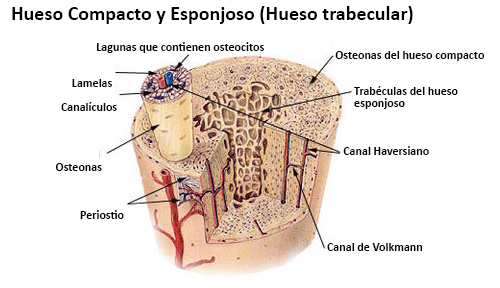 Hueso Compacto y Esponjoso (Hueso trabecular)
Lagunas que contienen osteocitos
Lamelas
Canalículos
Osteonas
Periostio
Osteonas del hueso compacto
Trabéculas del hueso
esponjoso
Canal Haversiano
Canal de Volkmann